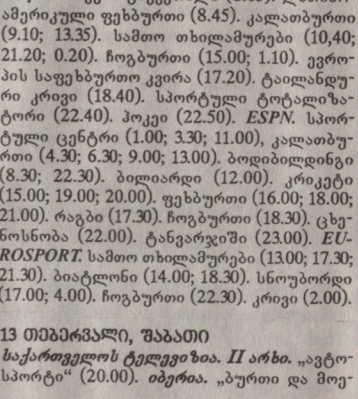 ამერიკული ფეხბურთი (8.45). კალათბურთი
(9.10; 13.35). სამთო თხილამურები (10,40;
21.20; 0.20). ჩოგბურთი (15.00; 1.10). ევრო-
პის საფეხბურთო კვირა (17.20). ტაილანდუ-
რი კრივი (18.40). სპორტული ტოტალიზა-
ტორი (22.40). ჰოკეი (22.50). ESPN. სპორ-
ტული ცენტრი (1.00; 3.30; 11.00), კალათბუ-
რთი (4.30; 6.30; 9.00; 13.00). ბოდიბილდინგი
(8.30; 22.30). ბილიარდი (12.00). კრიკეტი
(15.00; 19.00; 20.00). ფეხბურთი (16.00; 18.00;
21.00). რაგბი (17.30). ჩოგბურთი (18.30). ცხე-
ნოსნობა (22.00). ტანვარჯიში (23.00). EU-
ROSPORT. სამთო თხილამურები (13.00; 17.30;
21.30). ბიატლონი (14.00; 18.30). სნოუბორდი
(17.00; 4.00). ჩოგბურთი (22.30). კრივი (2.00).
13 თებერვალი, შაბათი
საქართველოს ტელევიზია. II არხი. „ავტო-
სპორტი“ (20.00). იბერია. „ბურთი და მოე-